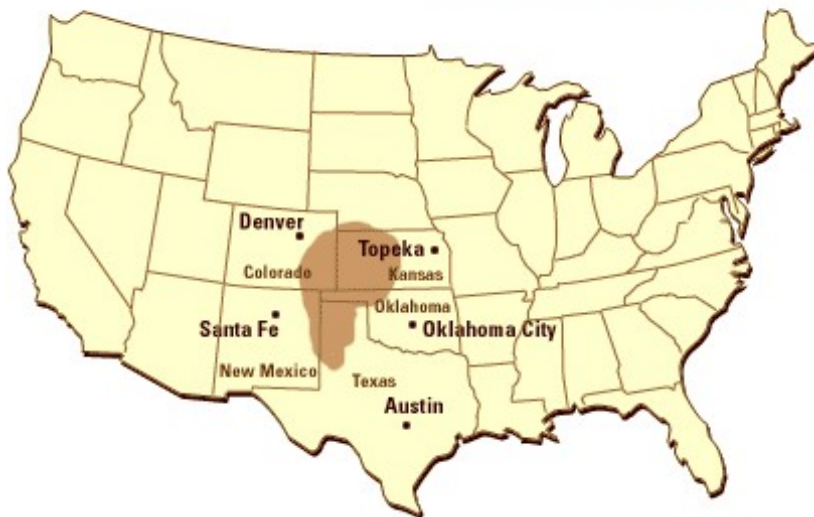 Denver
Topeka
Colorado
Kansas
Oklahoma
Santa Fe
Oklahoma City
New Mexico
Texas
Austin